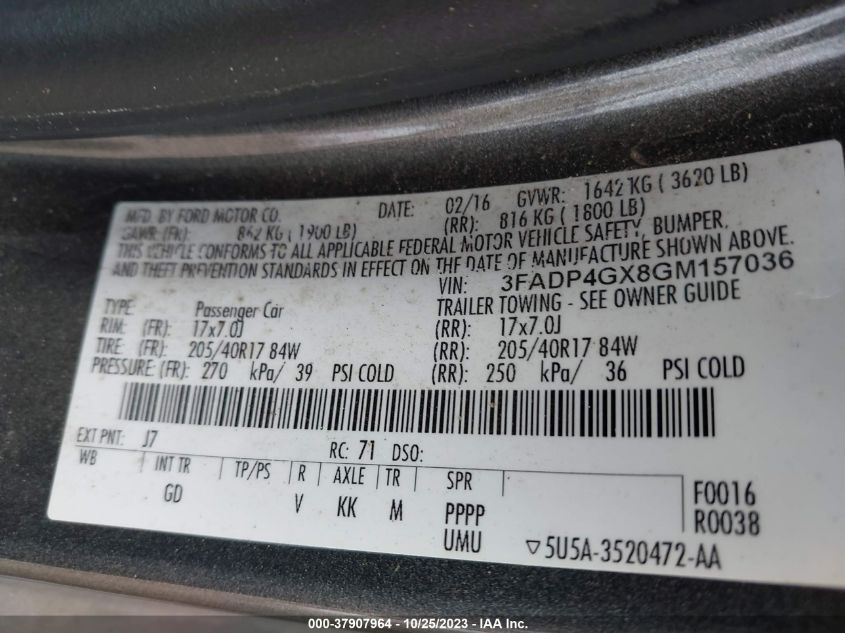 MFD. BY FORD MOTOR CO. DATE: 02/16 GVWR: 1642 KG ( 3620 LB)
GAWR: (FR): 862 KG ( 1900 LB) (RR): 816 KG ( 1800 LB)
THIS VEHICLE CONFORMS TO ALL APPLICABLE FEDERAL MOTOR VEHICLE SAFETY, BUMPER,
AND THEFT PREVENTION STANDARDS IN EFFECT ON THE DATE OF MANUFACTURE SHOWN ABOVE.
VIN: 3FADP4GX8GM157036
TYPE: Passenger Car TRAILER TOWING - SEE OWNER GUIDE
RIM: (FR): 17x7.0J (RR): 17x7.0J
TIRE: (FR): 205/40R17 84W (RR): 205/40R17 84W
PRESSURE: (FR): 270 kPa/ 39 PSI COLD (RR): 250 kPa/ 36 PSI COLD
EXT PNT: J7 RC: 71 DSO:
WB INT TR TP/PS R AXLE TR SPR F0016
GD V KK M PPPP R0038
UMU ▽5U5A-3520472-AA
000-37907964 - 10/25/2023 - IAA Inc.